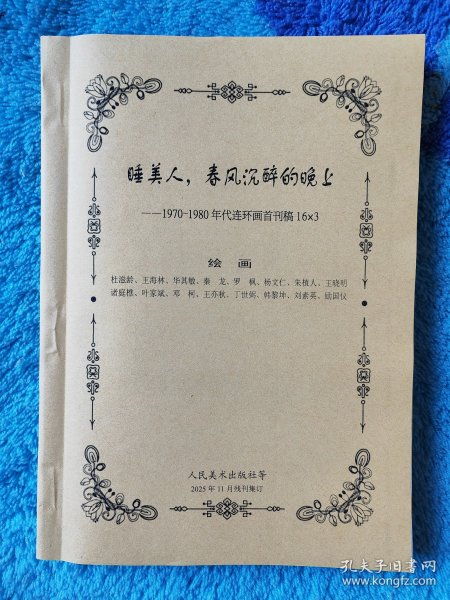 睡美人，春风沉醉的晚上
——1970-1980年代连环画首刊稿16×3
绘 画
杜滋龄、王海林、华其敏、秦 龙、罗 枫、杨文仁、朱植人、王晓明
诸庭樵、叶家斌、邓 柯、王亦秋、丁世弼、韩黎坤、刘素英、励国仪
人民美术出版社等
2025年11月残刊集订
孔夫子旧书网
www.kongfz.com